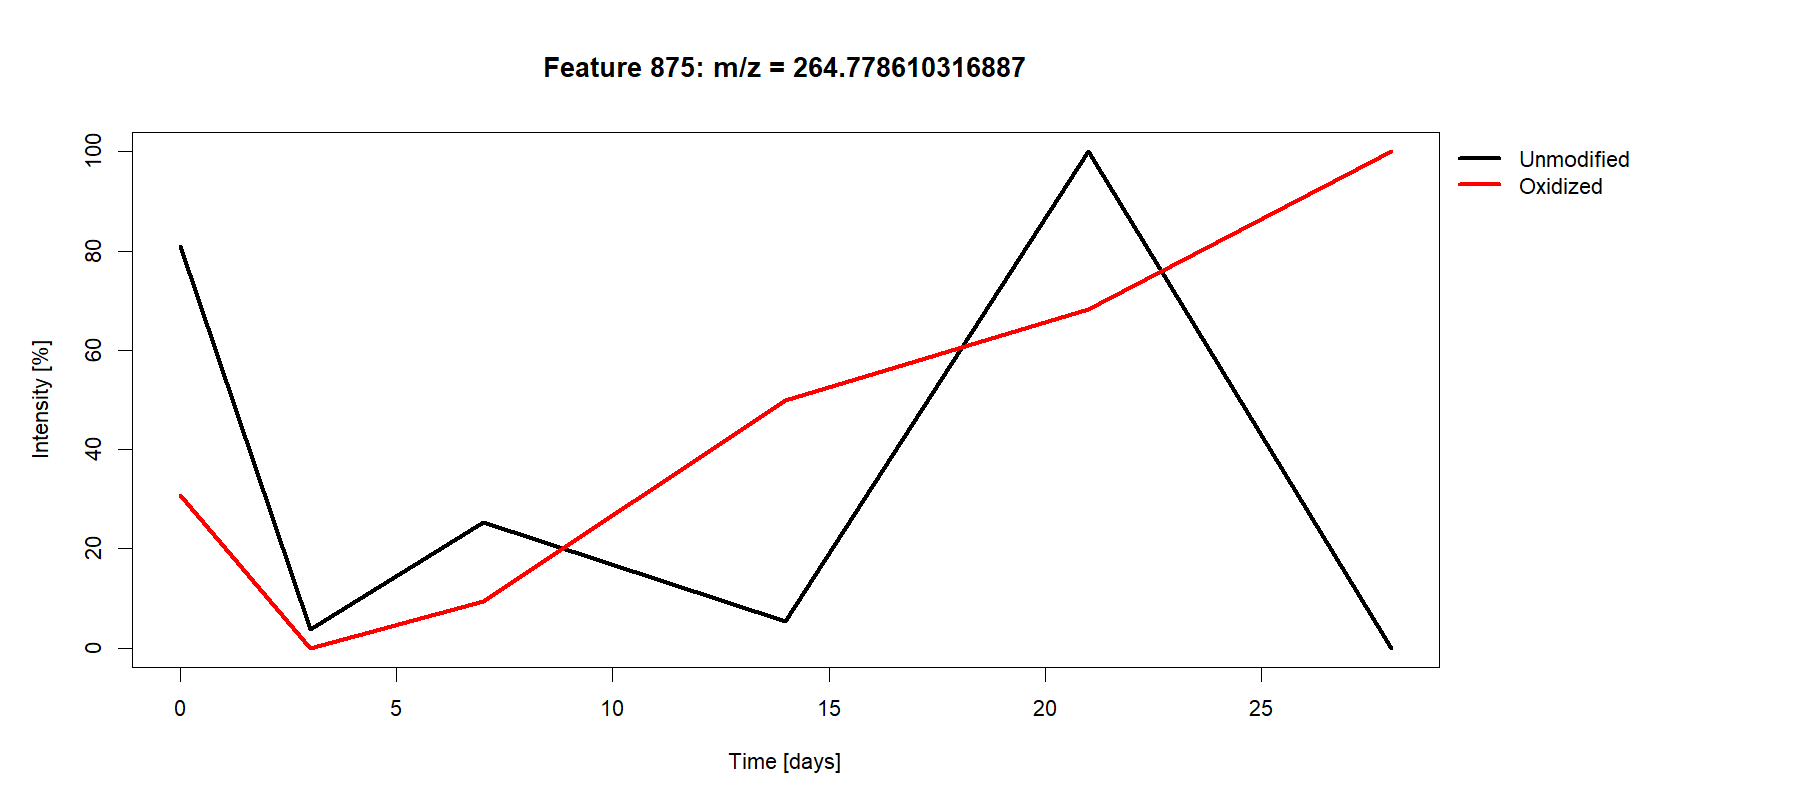 Feature 875: m/z = 264.778610316887
Unmodified
Oxidized
Intensity [%]
100
80
60
40
20
0
0 5 10 15 20 25
Time [days]